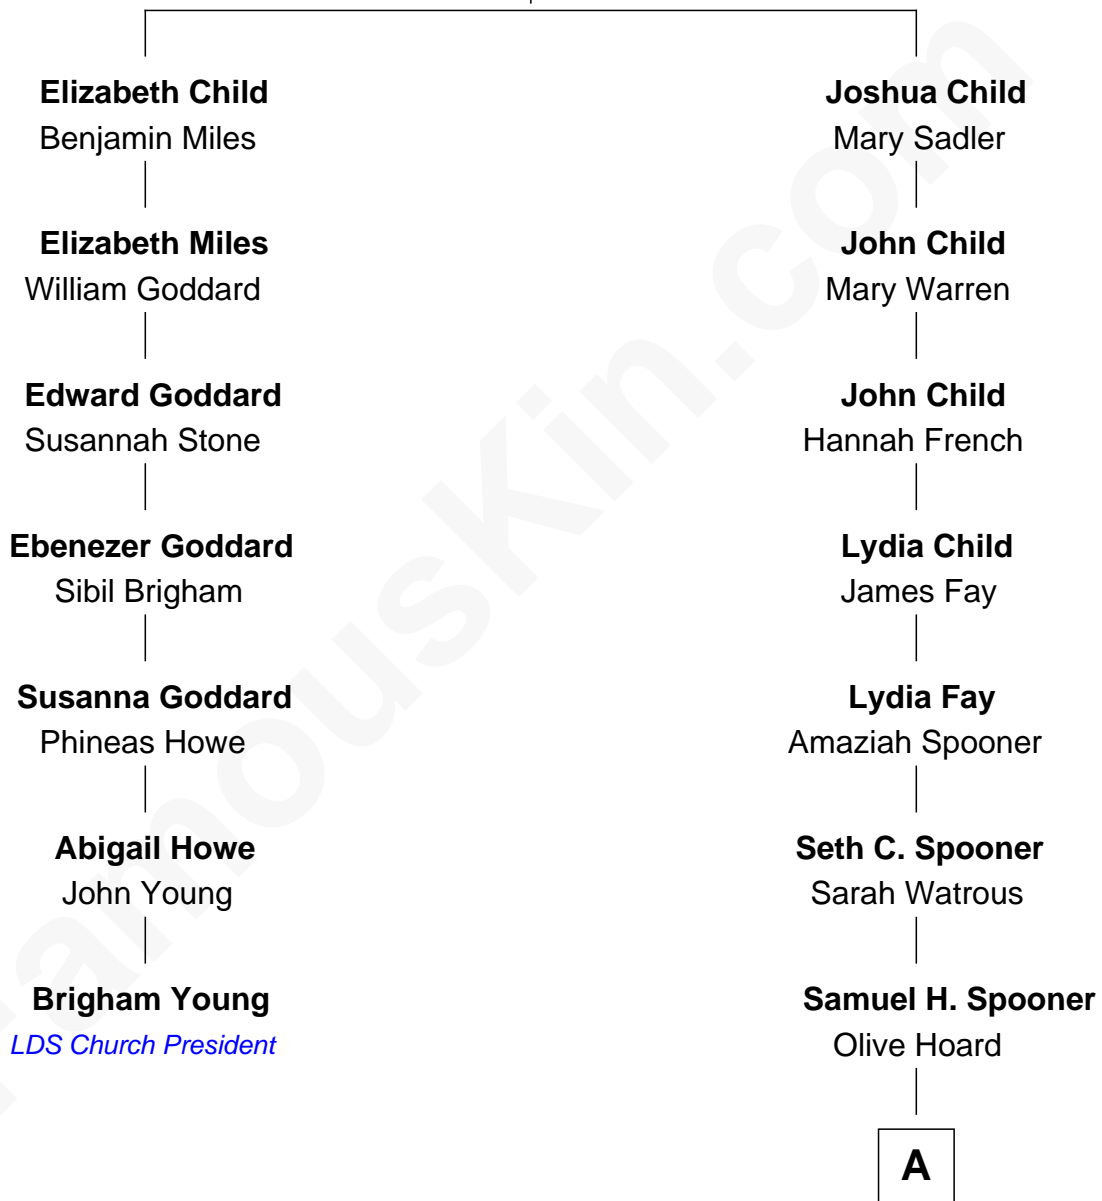 Elizabeth Child
Benjamin Miles
Elizabeth Miles
William Goddard
Edward Goddard
Susannah Stone
Ebenezer Goddard
Sibil Brigham
Susanna Goddard
Phineas Howe
Abigail Howe
John Young
Brigham Young
LDS Church President
Joshua Child
Mary Sadler
John Child
Mary Warren
John Child
Hannah French
Lydia Child
James Fay
Lydia Fay
Amaziah Spooner
Seth C. Spooner
Sarah Watrous
Samuel H. Spooner
Olive Hoard
A
FamousKin.com